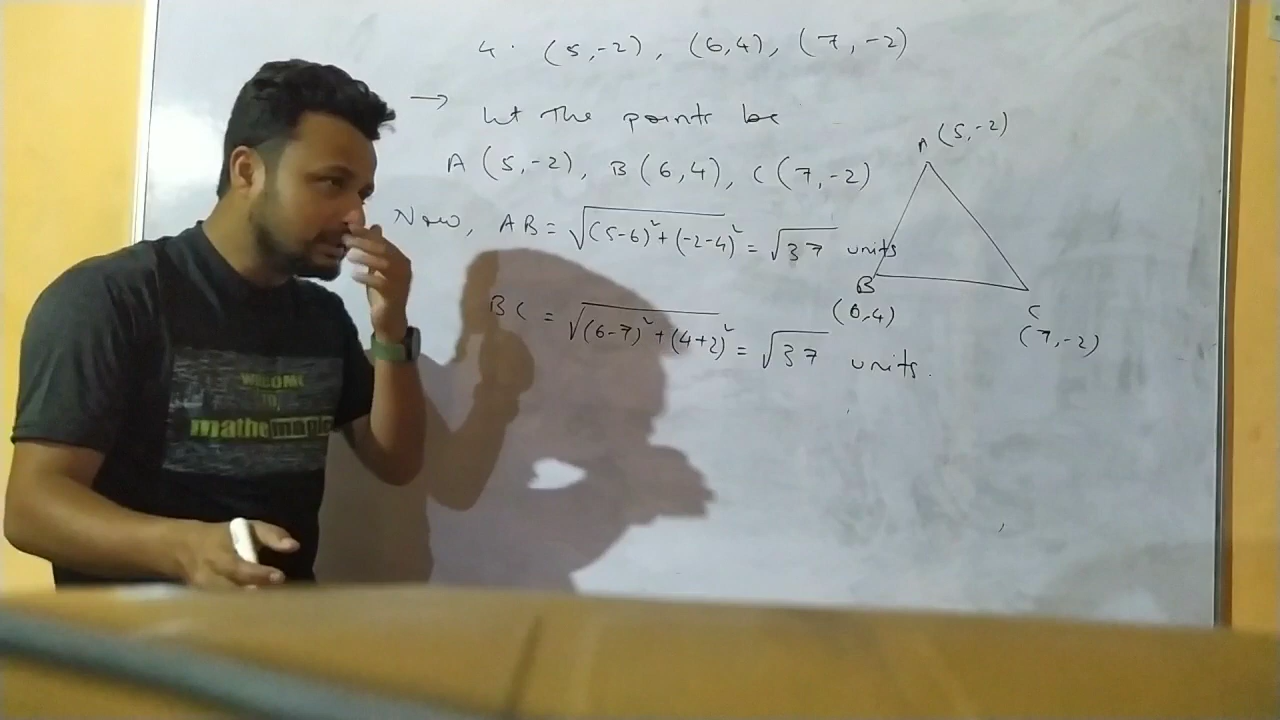 4. (5,-2), (6,4), (7,-2)
→ Let the points be
A (5,-2), B (6,4), C (7,-2)
Now, AB = √(5-6)²+(-2-4)² = √37 units
BC = √(6-7)²+(4+2)² = √37 units.
A (5,-2)
B
(6,4)
C
(7,-2)
WELCOME
TO,
mathemagic